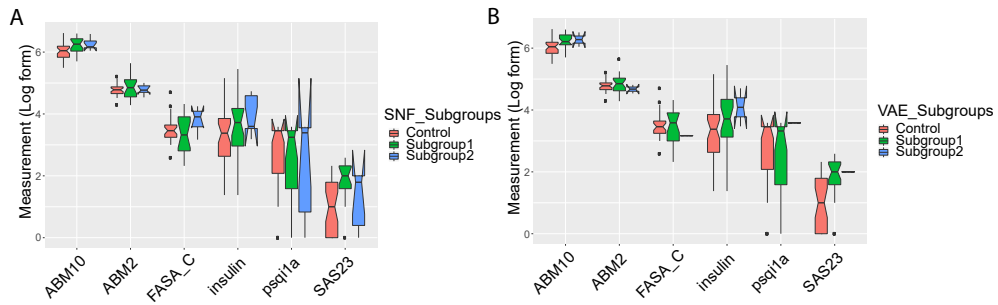 A
Measurement (Log form)
6
4
2
0
ABM10
ABM2
FASA_C
insulin
psqi1a
SAS23
SNF_Subgroups
Control
Subgroup1
Subgroup2
B
Measurement (Log form)
6
4
2
0
ABM10
ABM2
FASA_C
insulin
psqi1a
SAS23
VAE_Subgroups
Control
Subgroup1
Subgroup2